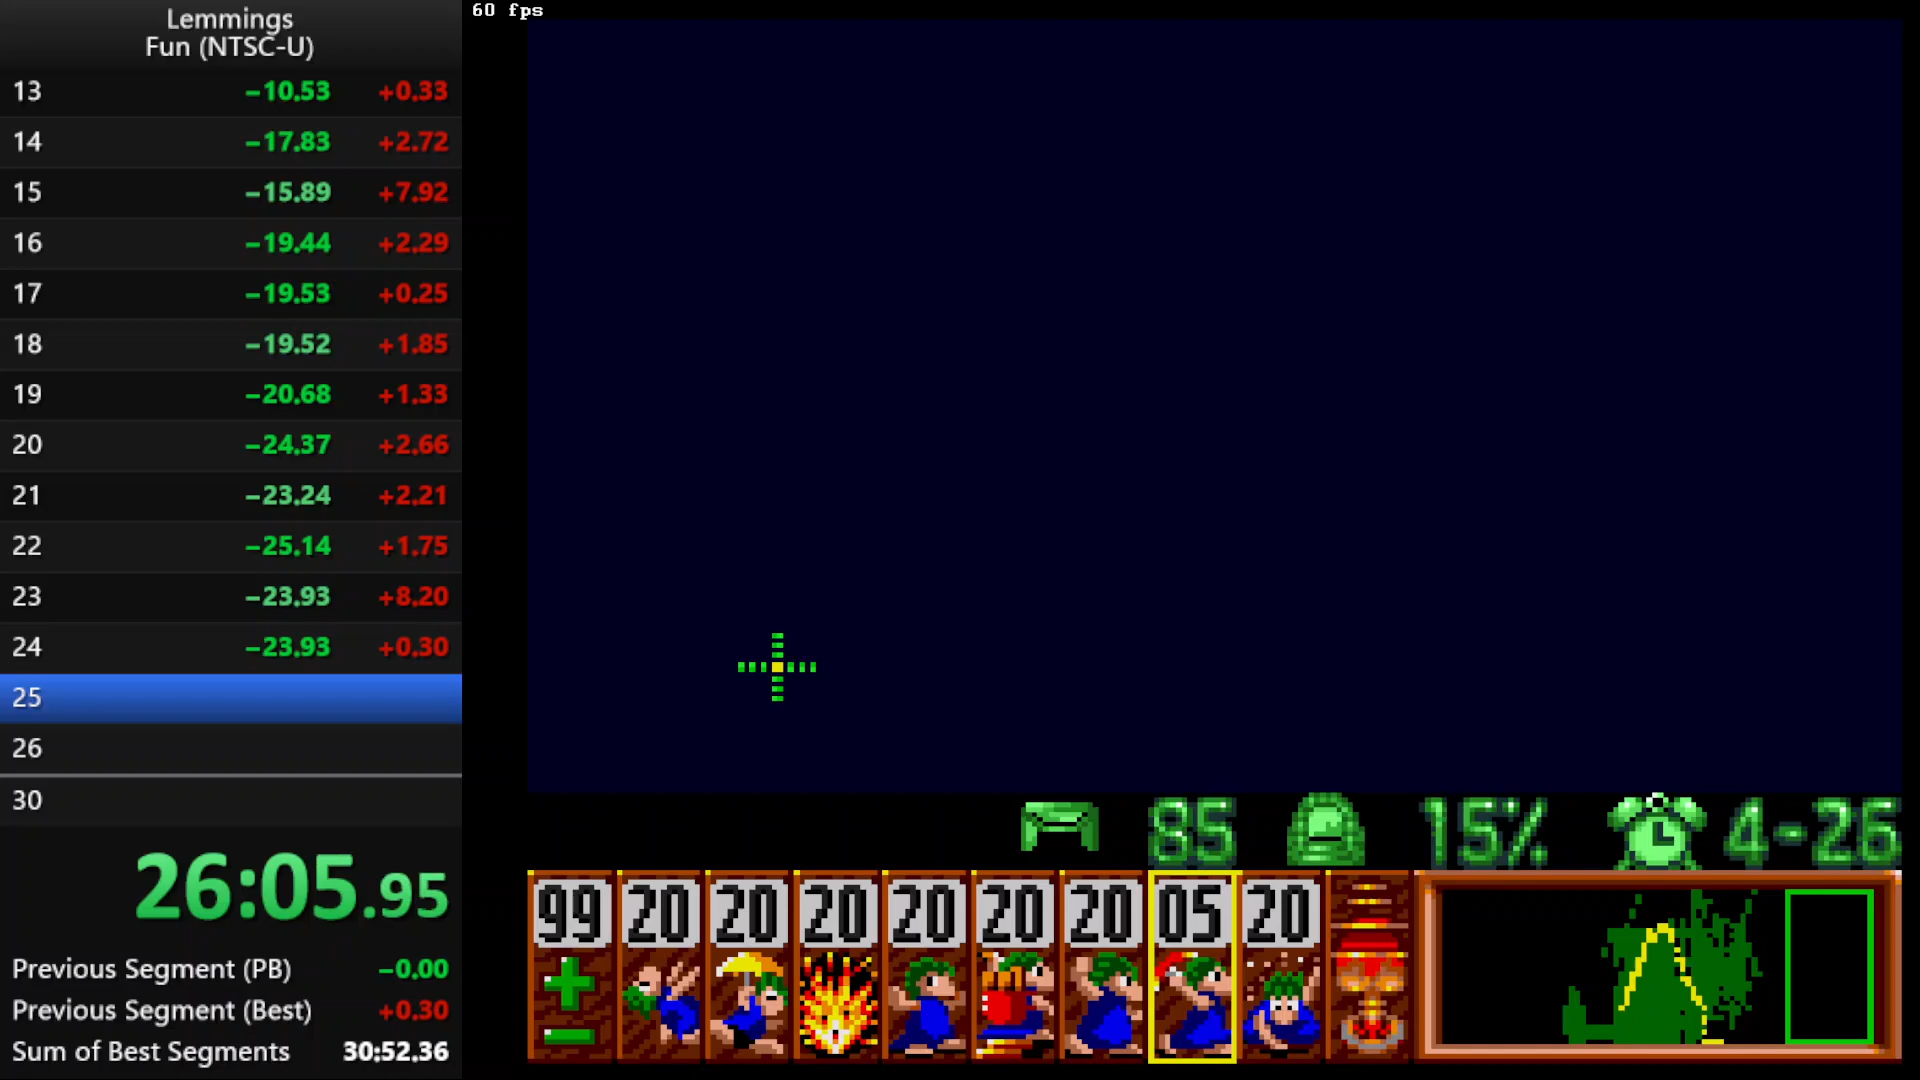 Lemmings
Fun (NTSC-U)
60 fps
13 −10.53 +0.33
14 −17.83 +2.72
15 −15.89 +7.92
16 −19.44 +2.29
17 −19.53 +0.25
18 −19.52 +1.85
19 −20.68 +1.33
20 −24.37 +2.66
21 −23.24 +2.21
22 −25.14 +1.75
23 −23.93 +8.20
24 −23.93 +0.30
25
26
30
26:05.95
Previous Segment (PB) −0.00
Previous Segment (Best) +0.30
Sum of Best Segments 30:52.36
85 15% 4-26
99 20 20 20 20 20 20 05 20